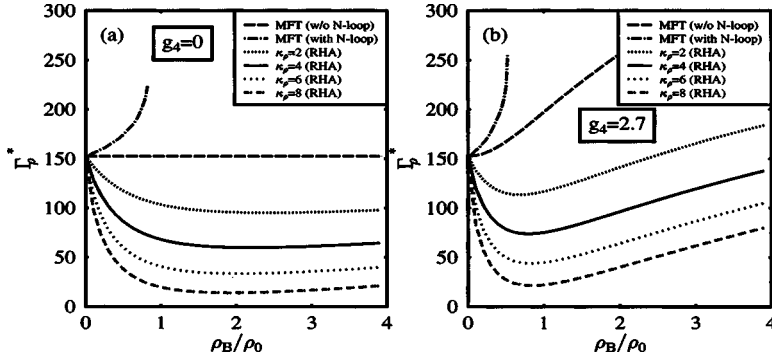 (a)
g₄=0
MFT (w/o N-loop)
MFT (with N-loop)
κρ=2 (RHA)
κρ=4 (RHA)
κρ=6 (RHA)
κρ=8 (RHA)
300
250
200
150
100
50
0
Γρ*
0 1 2 3 4
ρB/ρ0
(b)
g₄=2.7
MFT (w/o N-loop)
MFT (with N-loop)
κρ=2 (RHA)
κρ=4 (RHA)
κρ=6 (RHA)
κρ=8 (RHA)
300
250
200
150
100
50
0
Γρ*
0 1 2 3 4
ρB/ρ0